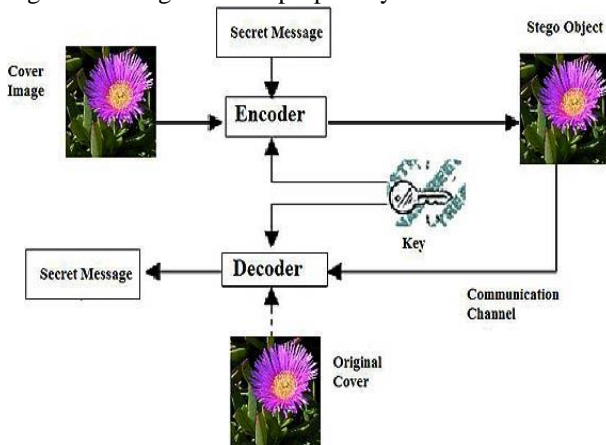 Secret Message
Stego Object
Cover
Image
Encoder
Key
Secret Message
Decoder
Communication
Channel
Original
Cover